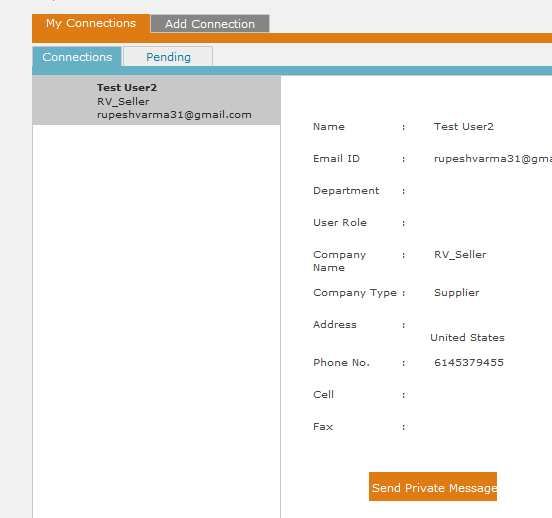 My Connections Add Connection
Connections Pending
Test User2
RV_Seller
rupeshvarma31@gmail.com
Name : Test User2
Email ID : rupeshvarma31@gma
Department :
User Role :
Company Name : RV_Seller
Company Type : Supplier
Address :
United States
Phone No. : 6145379455
Cell :
Fax :
Send Private Message